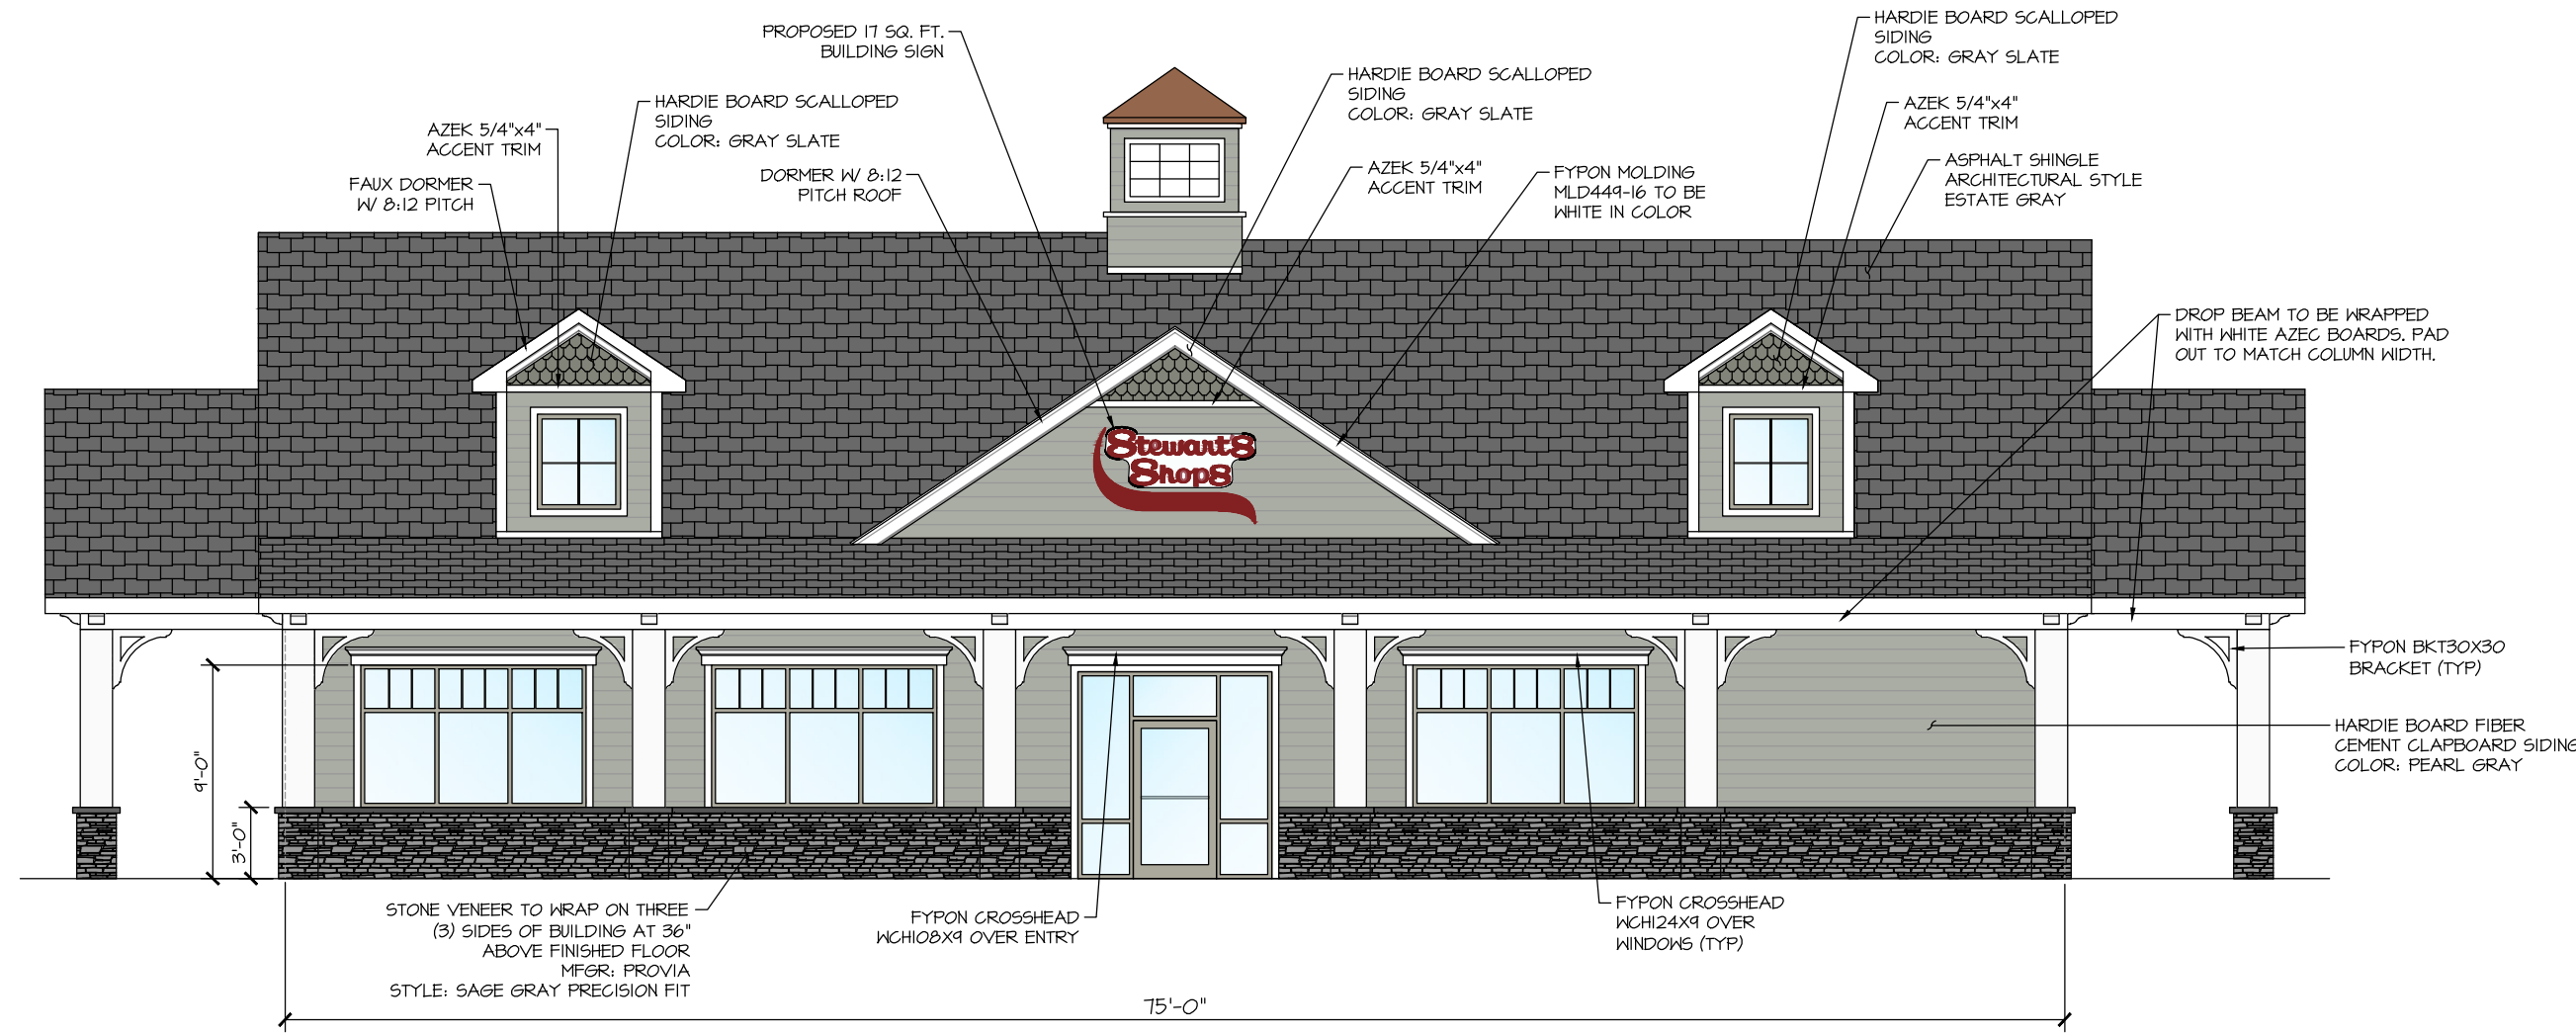 PROPOSED 17 SQ. FT.
BUILDING SIGN
HARDIE BOARD SCALLOPED
SIDING
COLOR: GRAY SLATE
AZEK 5/4"x4"
ACCENT TRIM
FAUX DORMER
W/ 8:12 PITCH
HARDIE BOARD SCALLOPED
SIDING
COLOR: GRAY SLATE
DORMER W/ 8:12
PITCH ROOF
HARDIE BOARD SCALLOPED
SIDING
COLOR: GRAY SLATE
AZEK 5/4"x4"
ACCENT TRIM
FYPON MOLDING
MLD449-16 TO BE
WHITE IN COLOR
AZEK 5/4"x4"
ACCENT TRIM
ASPHALT SHINGLE
ARCHITECTURAL STYLE
ESTATE GRAY
DROP BEAM TO BE WRAPPED
WITH WHITE AZEC BOARDS. PAD
OUT TO MATCH COLUMN WIDTH.
Stewart's
Shops
FYPON BKT30X30
BRACKET (TYP)
HARDIE BOARD FIBER
CEMENT CLAPBOARD SIDING
COLOR: PEARL GRAY
9'-0"
3'-0"
STONE VENEER TO WRAP ON THREE
(3) SIDES OF BUILDING AT 36"
ABOVE FINISHED FLOOR
MFGR: PROVIA
STYLE: SAGE GRAY PRECISION FIT
FYPON CROSSHEAD
WCH108X9 OVER ENTRY
FYPON CROSSHEAD
WCH124X9 OVER
WINDOWS (TYP)
75'-0"